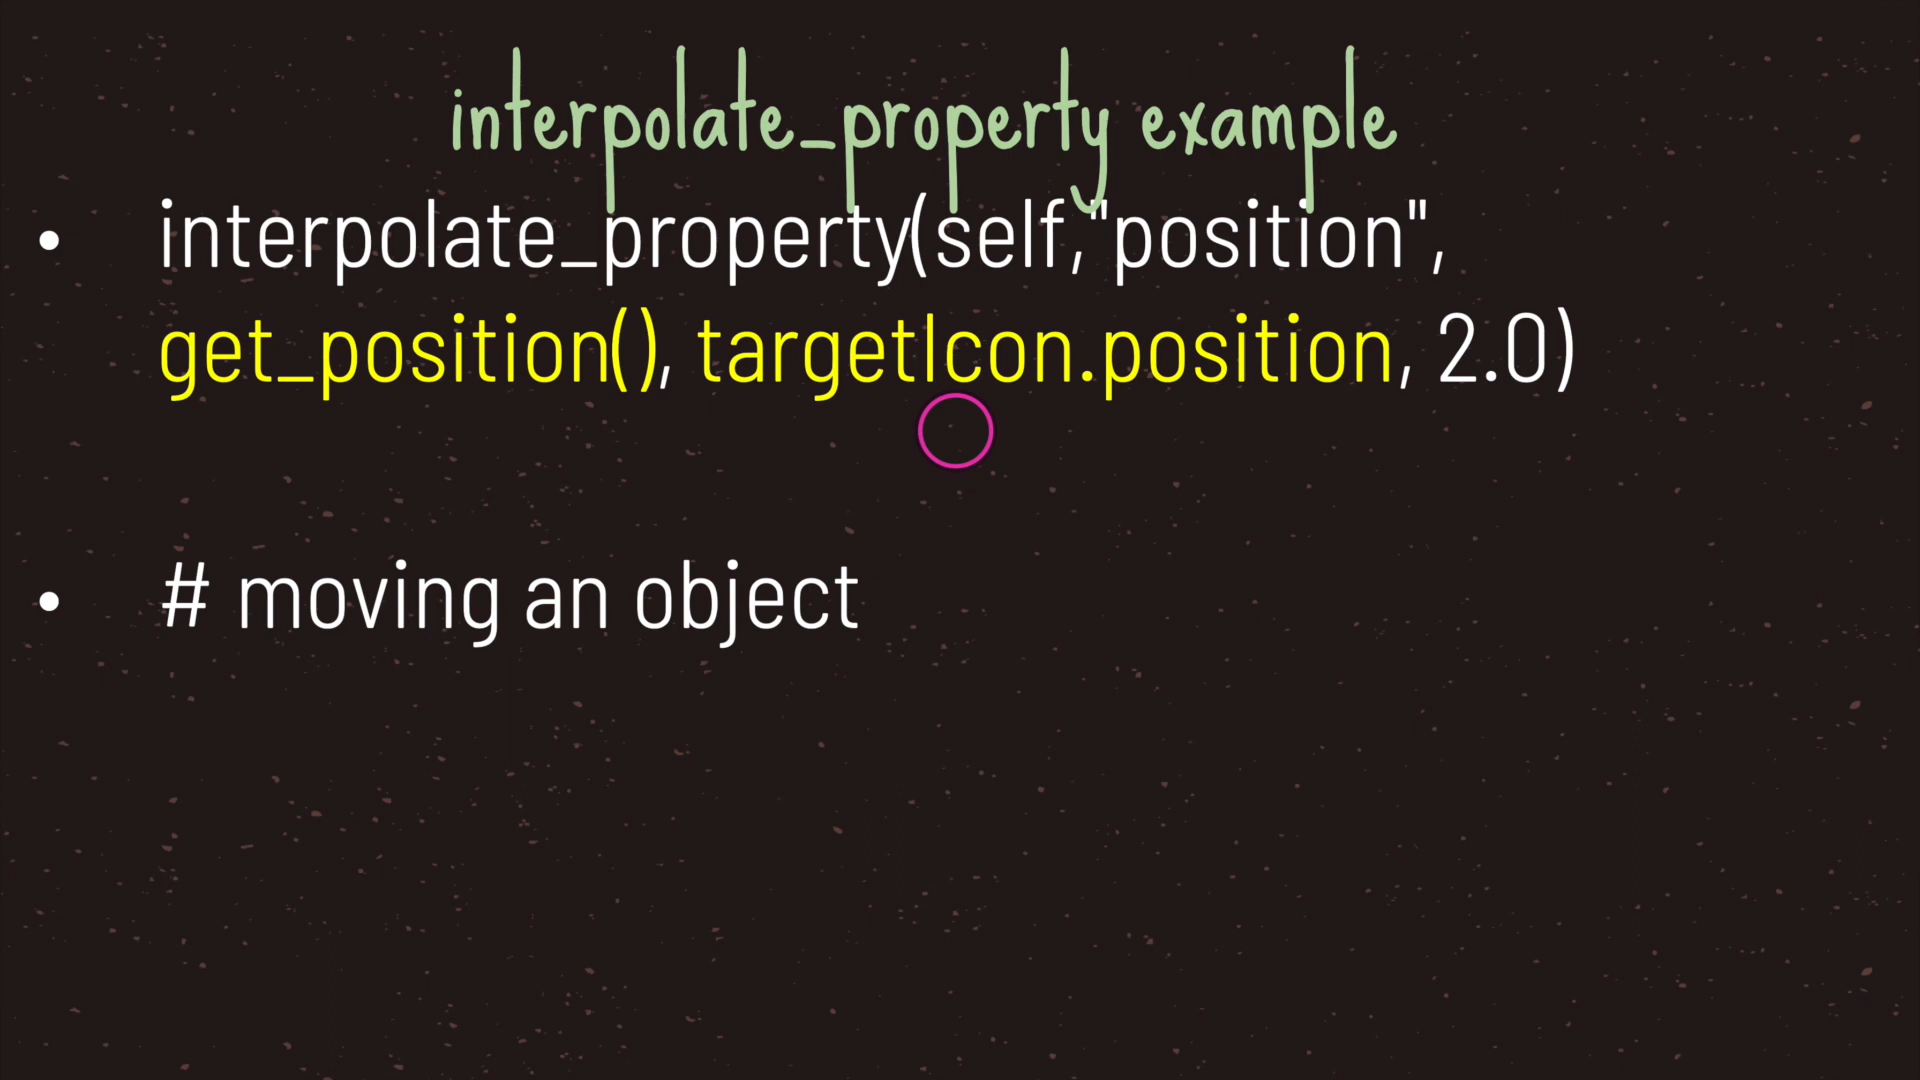 interpolate_property example
• interpolate_property(self,"position",
get_position(), targetIcon.position, 2.0)
• # moving an object